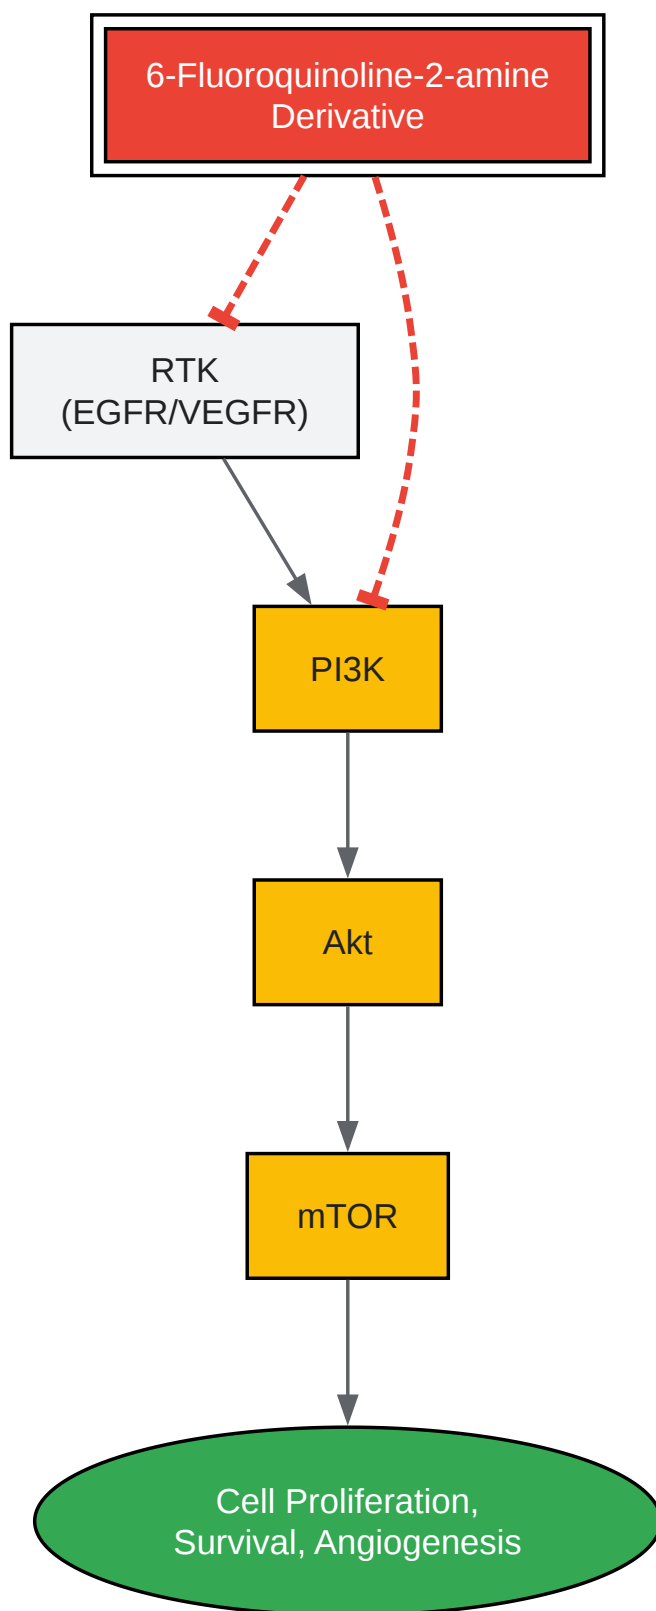 6-Fluoroquinoline-2-amine
Derivative
RTK
(EGFR/VEGFR)
PI3K
Akt
mTOR
Cell Proliferation,
Survival, Angiogenesis